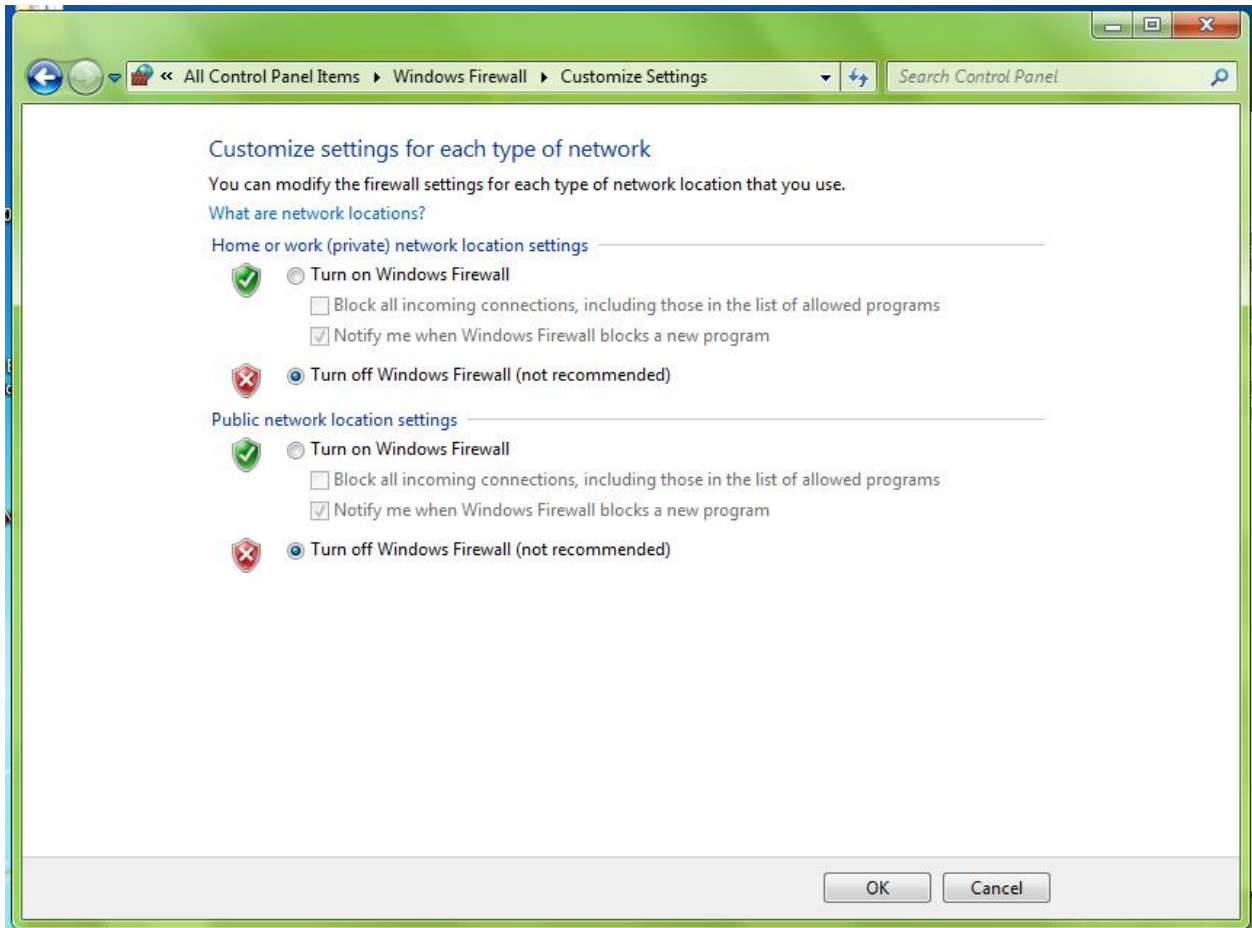 « All Control Panel Items ▸ Windows Firewall ▸ Customize Settings
Search Control Panel
Customize settings for each type of network
You can modify the firewall settings for each type of network location that you use.
What are network locations?
Home or work (private) network location settings
Turn on Windows Firewall
Block all incoming connections, including those in the list of allowed programs
Notify me when Windows Firewall blocks a new program
Turn off Windows Firewall (not recommended)
Public network location settings
Turn on Windows Firewall
Block all incoming connections, including those in the list of allowed programs
Notify me when Windows Firewall blocks a new program
Turn off Windows Firewall (not recommended)
OK Cancel